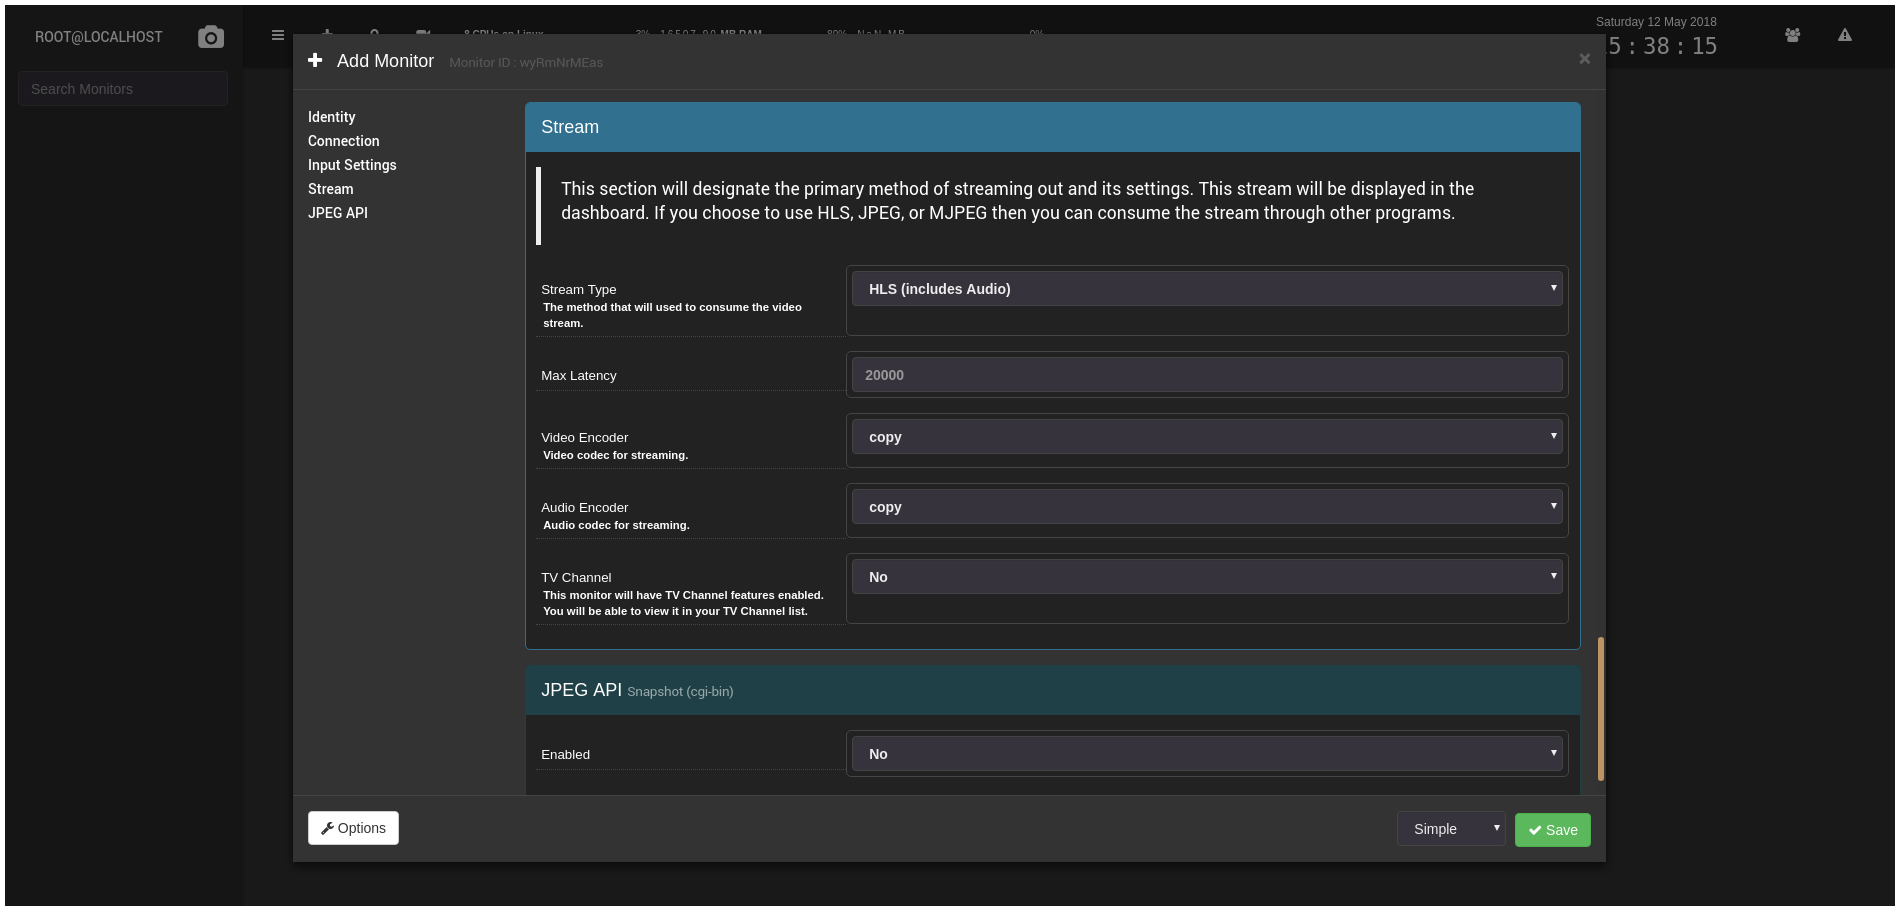 ROOT@LOCALHOST
Saturday 12 May 2018
5:38:15
Search Monitors
Add Monitor Monitor ID : wyRmNrMEas
×
Identity
Connection
Input Settings
Stream
JPEG API
Stream
This section will designate the primary method of streaming out and its settings. This stream will be displayed in the
dashboard. If you choose to use HLS, JPEG, or MJPEG then you can consume the stream through other programs.
Stream Type
HLS (includes Audio)
The method that will used to consume the video
stream.
Max Latency
20000
Video Encoder
copy
Video codec for streaming.
Audio Encoder
copy
Audio codec for streaming.
TV Channel
No
This monitor will have TV Channel features enabled.
You will be able to view it in your TV Channel list.
JPEG API Snapshot (cgi-bin)
Enabled
No
Options
Simple
Save